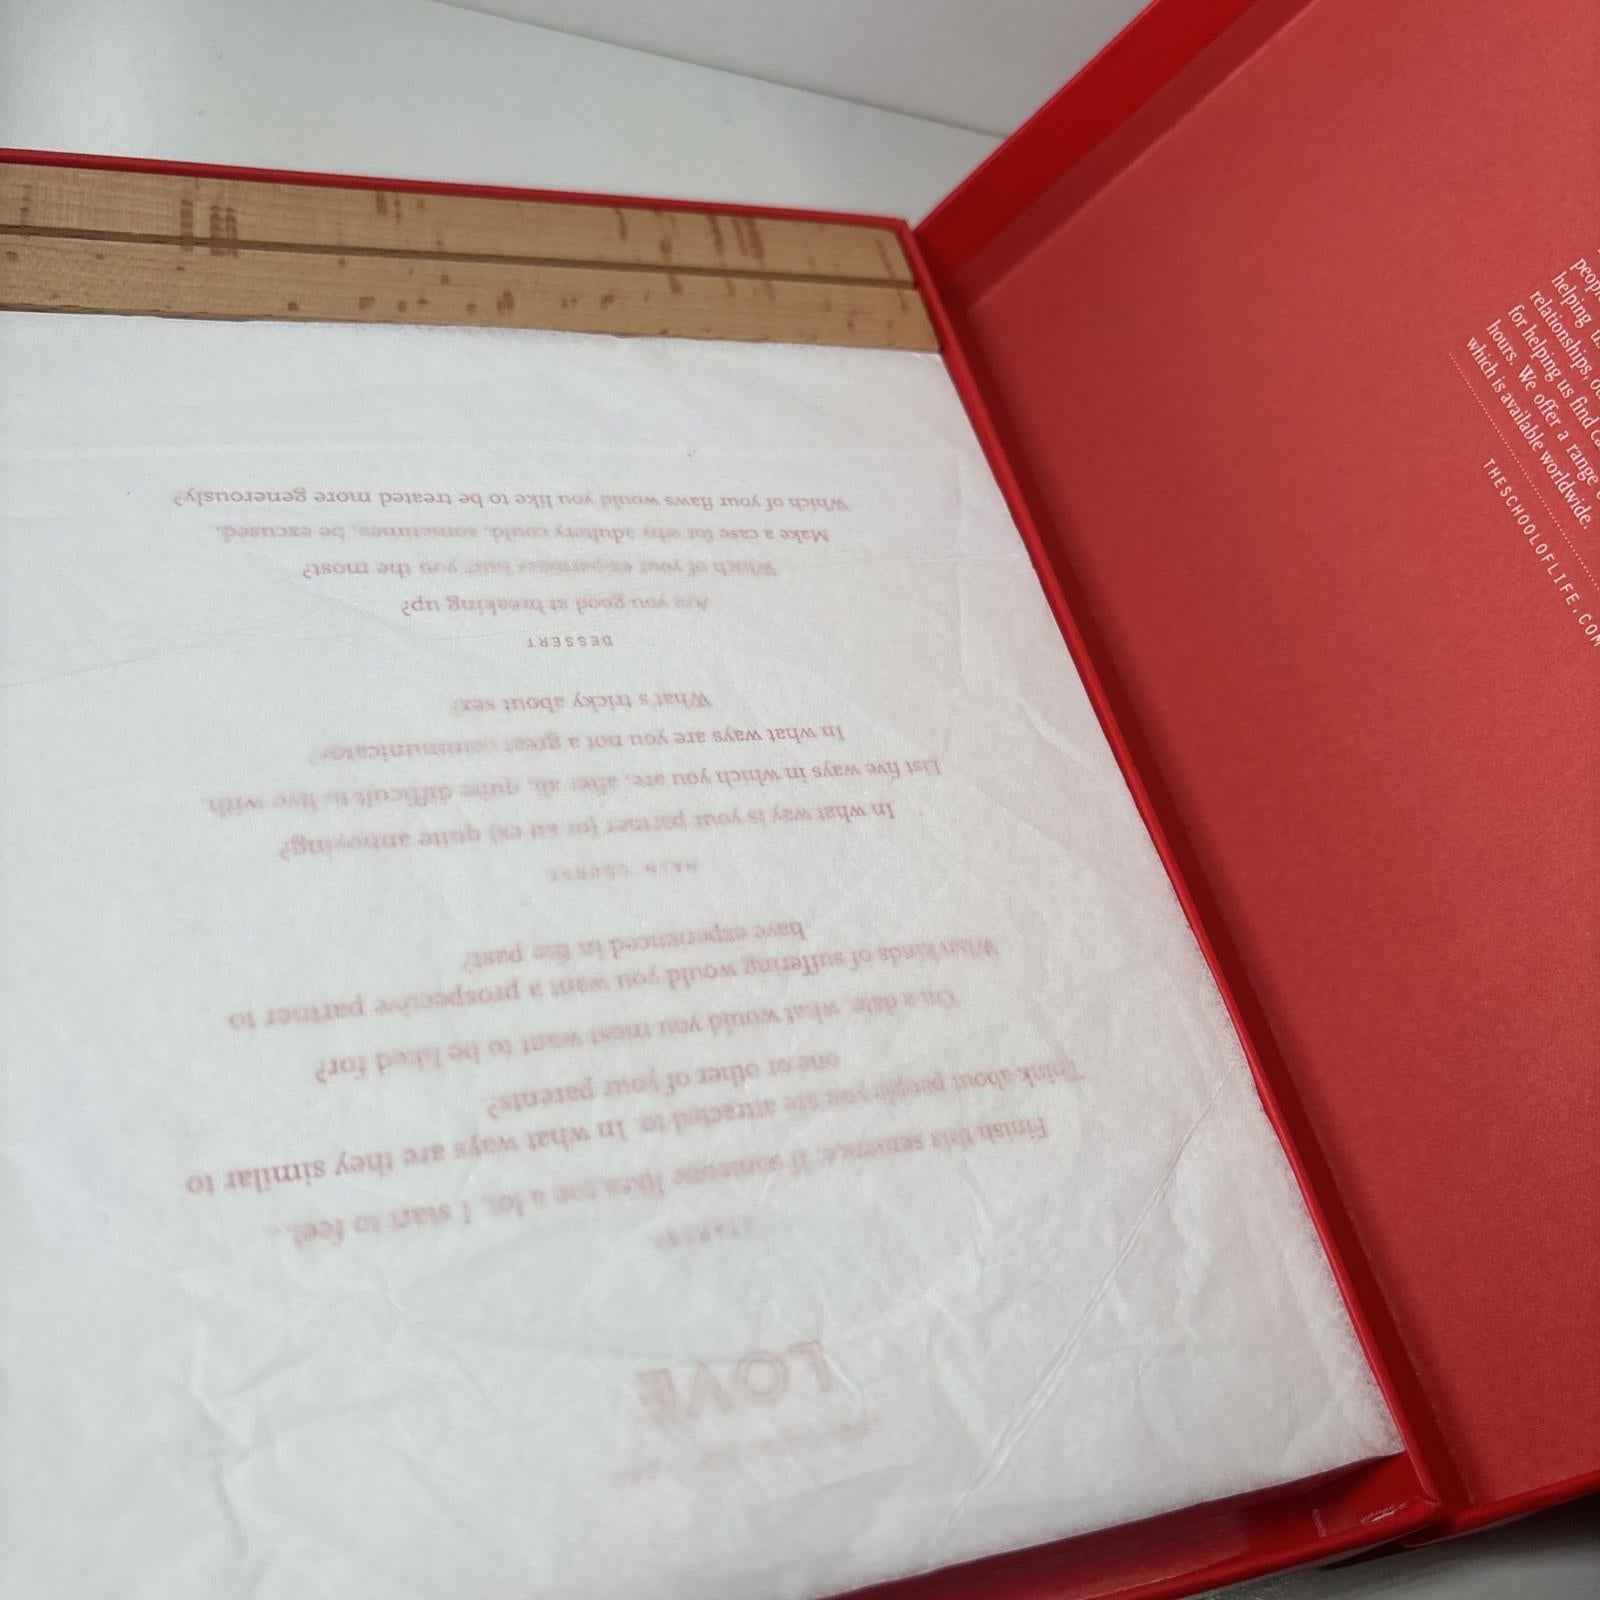 LOVE
STARTER
Finish this sentence: If someone likes me a lot, I start to feel...
Think about people you are attracted to. In what ways are they similar to
one or other of your parents?
On a date, what would you most want to be liked for?
What kinds of suffering would you want a prospective partner to
have experienced in the past?
MAIN COURSE
In what way is your partner (or an ex) quite annoying?
List five ways in which you are, after all, quite difficult to live with.
In what ways are you not a great communicator?
What's tricky about sex?
DESSERT
Are you good at breaking up?
Which of your exes hurt you the most?
Make a case for why adultery could, sometimes, be excused.
Which of your flaws would you like to be treated more generously?
helping
relationships,
for helping us find
hours. We offer a range
which is available worldwide.
THESCHOOLOFLIFE.COM